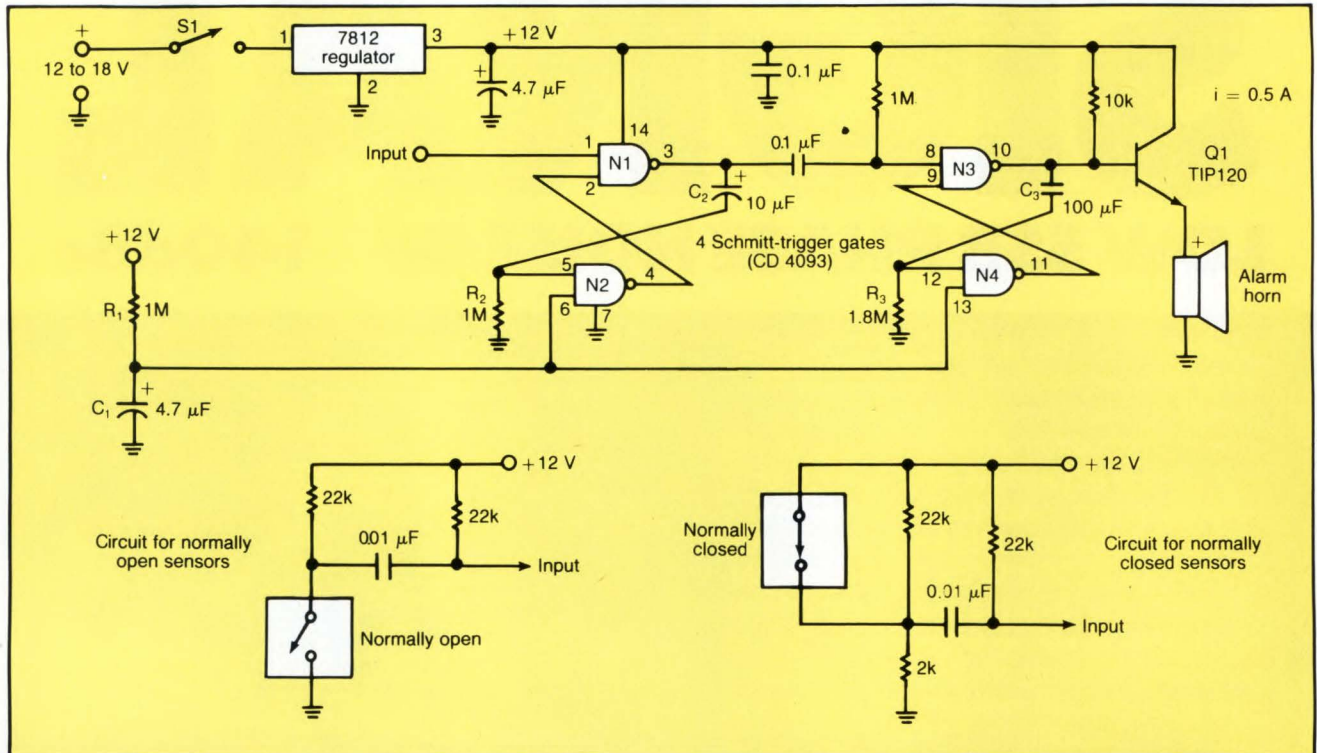 S1
+
12 to 18 V
1
7812
regulator
3
2
+12 V
+
4.7 µF
0.1 µF
1M
10k
i = 0.5 A
Input
1
14
2
N1
3
0.1 µF
8
9
N3
10
Q1
TIP120
C2
+
10 µF
C3
100 µF
4 Schmitt-trigger gates
(CD 4093)
+12 V
R1
1M
R2
1M
5
6
N2
4
7
R3
1.8M
12
13
N4
11
+
Alarm
horn
C1
+
4.7 µF
+12 V
22k
22k
Circuit for normally
open sensors
0.01 µF
Input
Normally open
+12 V
Normally
closed
22k
22k
Circuit for normally
closed sensors
0.01 µF
Input
2k